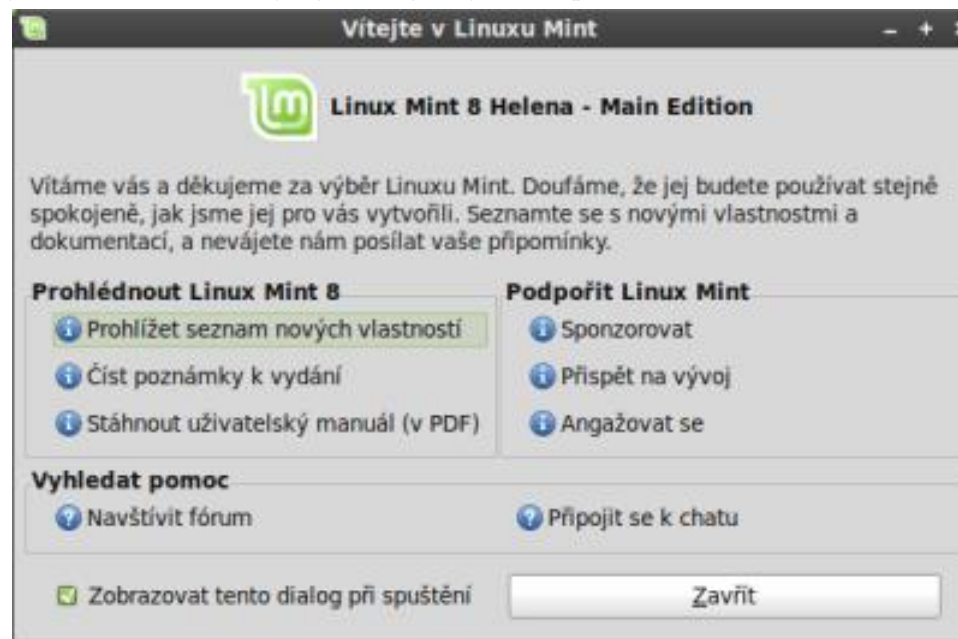 Vítejte v Linuxu Mint
Linux Mint 8 Helena - Main Edition
Vítáme vás a děkujeme za výběr Linuxu Mint. Doufáme, že jej budete používat stejně
spokojeně, jak jsme jej pro vás vytvořili. Seznamte se s novými vlastnostmi a
dokumentací, a nevájete nám posílat vaše připomínky.
Prohlédnout Linux Mint 8
Prohlížet seznam nových vlastností
Číst poznámky k vydání
Stáhnout uživatelský manuál (v PDF)
Podpořit Linux Mint
Sponzorovat
Přispět na vývoj
Angažovat se
Vyhledat pomoc
Navštívit fórum
Připojit se k chatu
Zobrazovat tento dialog při spuštění
Zavřít